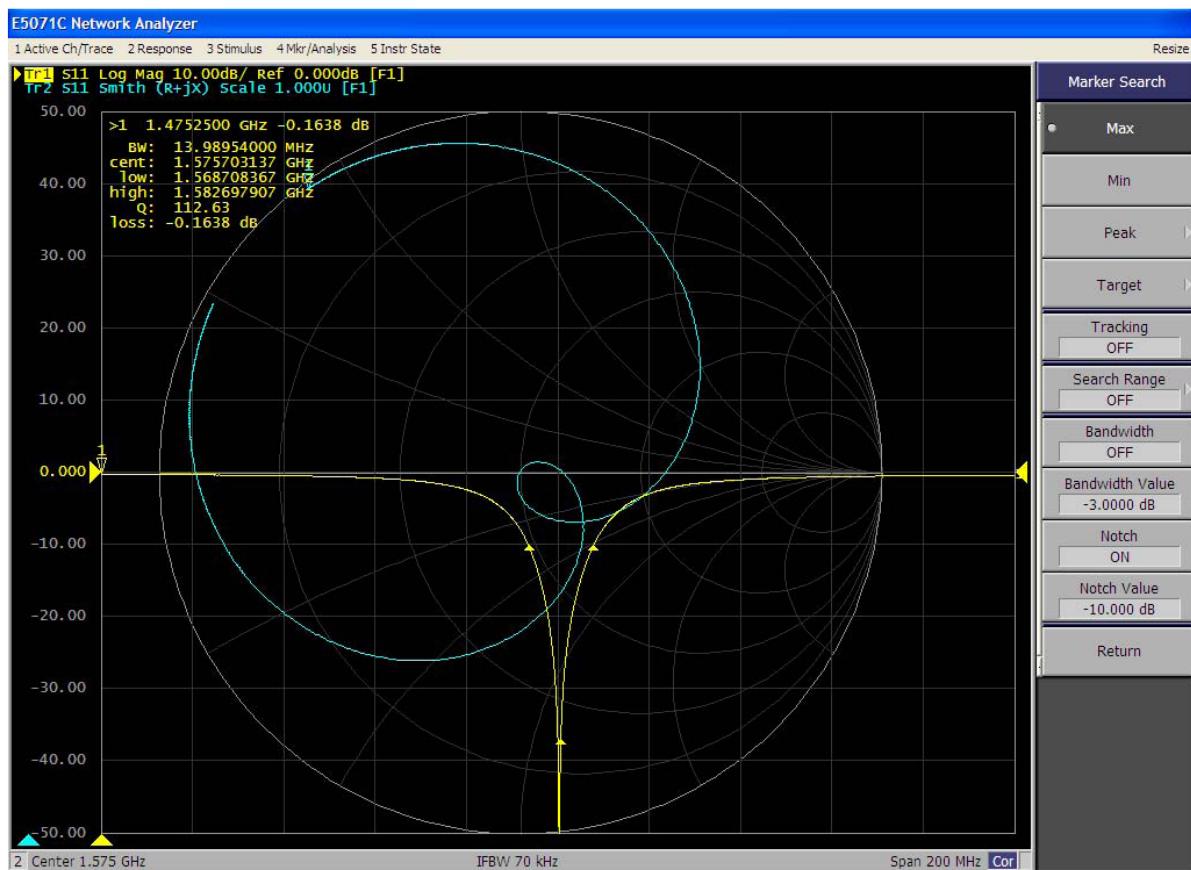 E5071C Network Analyzer
1 Active Ch/Trace 2 Response 3 Stimulus 4 Mkr/Analysis 5 Instr State
Resize
Tr1 S11 Log Mag 10.00dB/ Ref 0.000dB [F1]
Tr2 S11 Smith (R+jX) Scale 1.000U [F1]
50.00
40.00
30.00
20.00
10.00
0.000
-10.00
-20.00
-30.00
-40.00
-50.00
>1 1.4752500 GHz -0.1638 dB
BW: 13.98954000 MHz
cent: 1.575703137 GHz
low: 1.568708367 GHz
high: 1.582697907 GHz
Q: 112.63
loss: -0.1638 dB
1
1
Marker Search
Max
Min
Peak
Target
Tracking
OFF
Search Range
OFF
Bandwidth
OFF
Bandwidth Value
-3.0000 dB
Notch
ON
Notch Value
-10.000 dB
Return
2 Center 1.575 GHz
IFBW 70 kHz
Span 200 MHz Cor